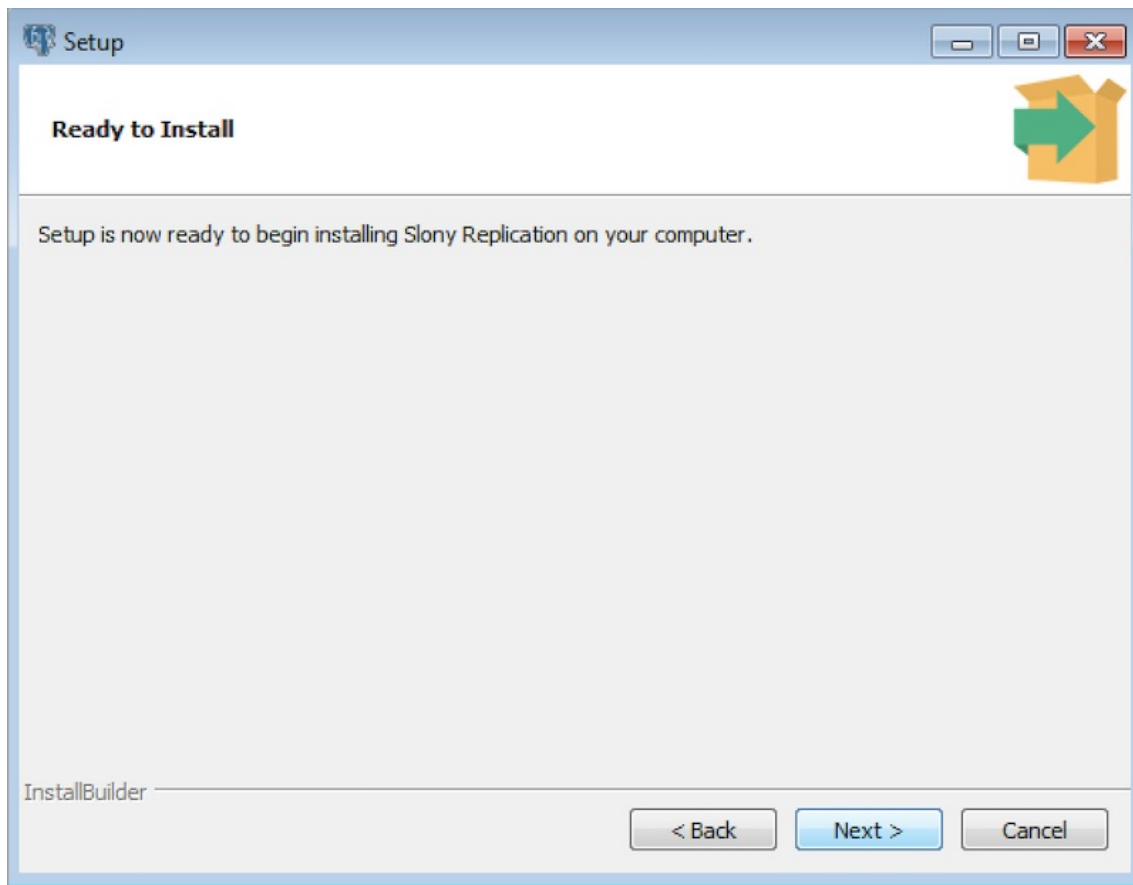 Setup
Ready to Install
Setup is now ready to begin installing Slony Replication on your computer.
InstallBuilder
< Back
Next >
Cancel